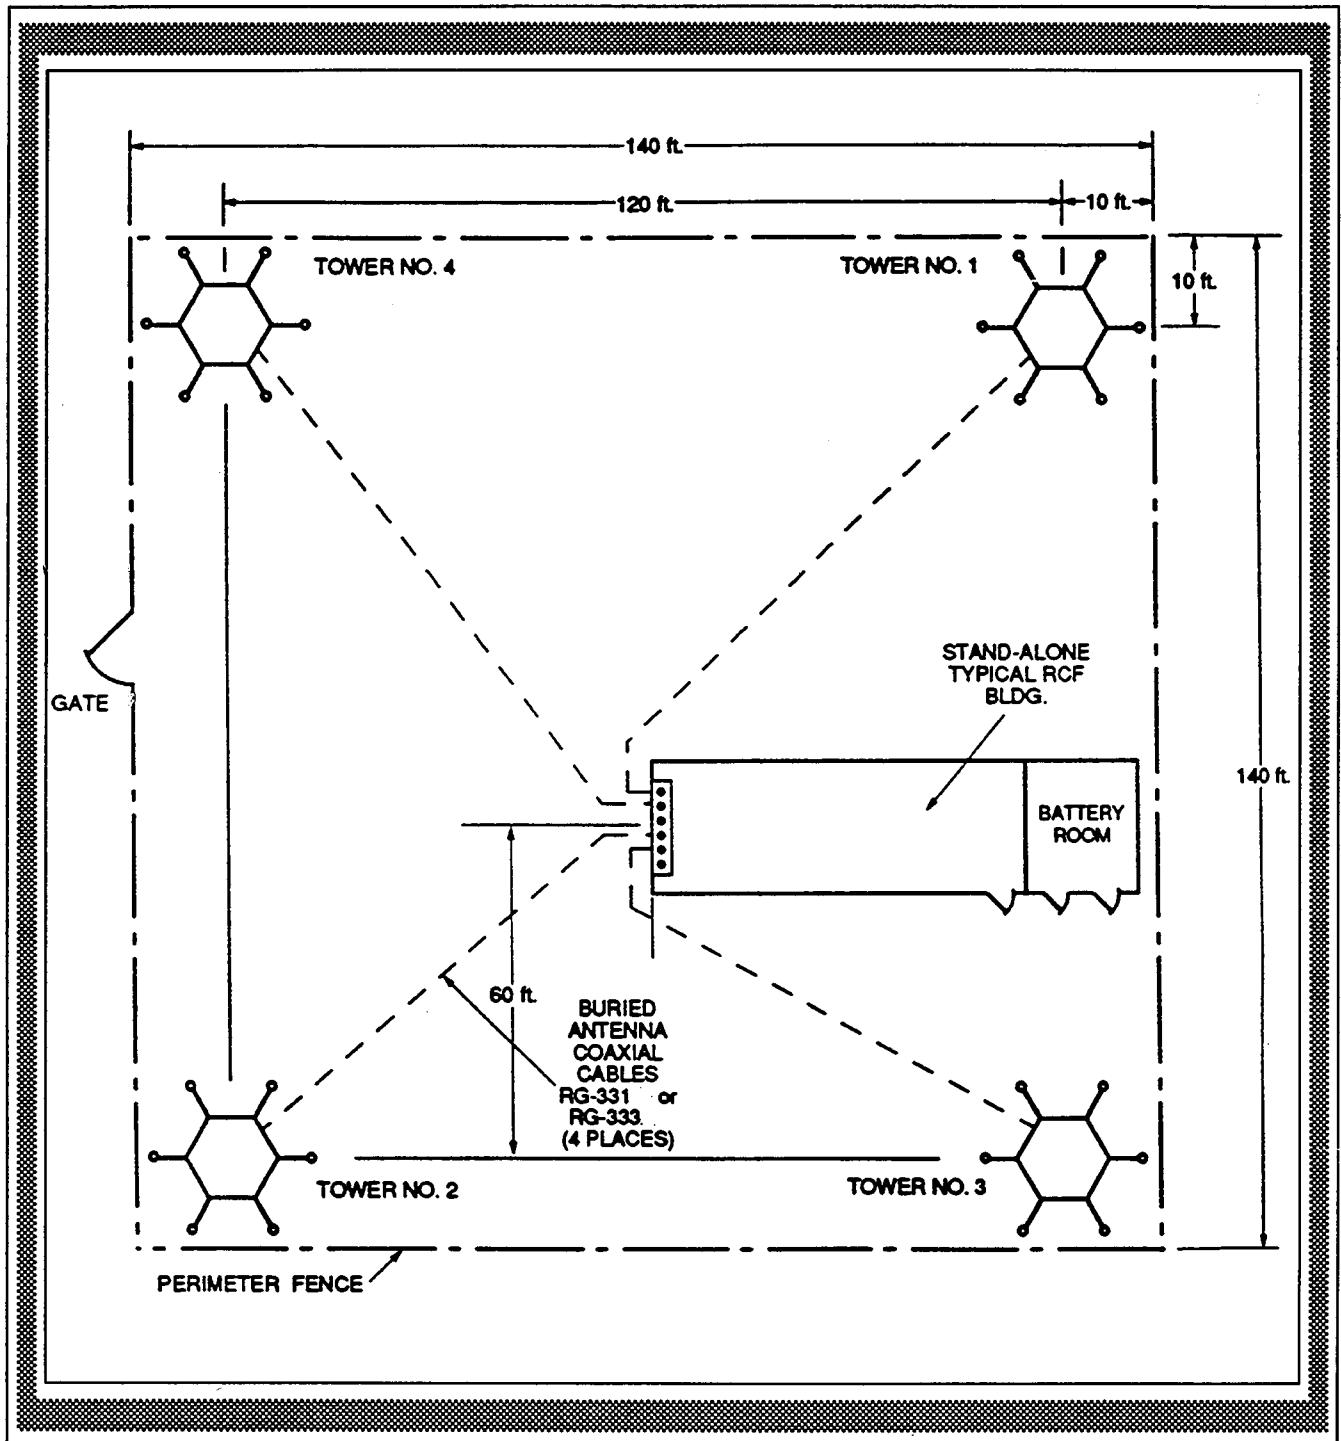 140 ft.
120 ft.
10 ft.
TOWER NO. 4
TOWER NO. 1
10 ft.
STAND-ALONE
TYPICAL RCF
BLDG.
GATE
140 ft.
BATTERY
ROOM
60 ft.
BURIED
ANTENNA
COAXIAL
CABLES
RG-331 or
RG-333.
(4 PLACES)
TOWER NO. 2
TOWER NO. 3
PERIMETER FENCE